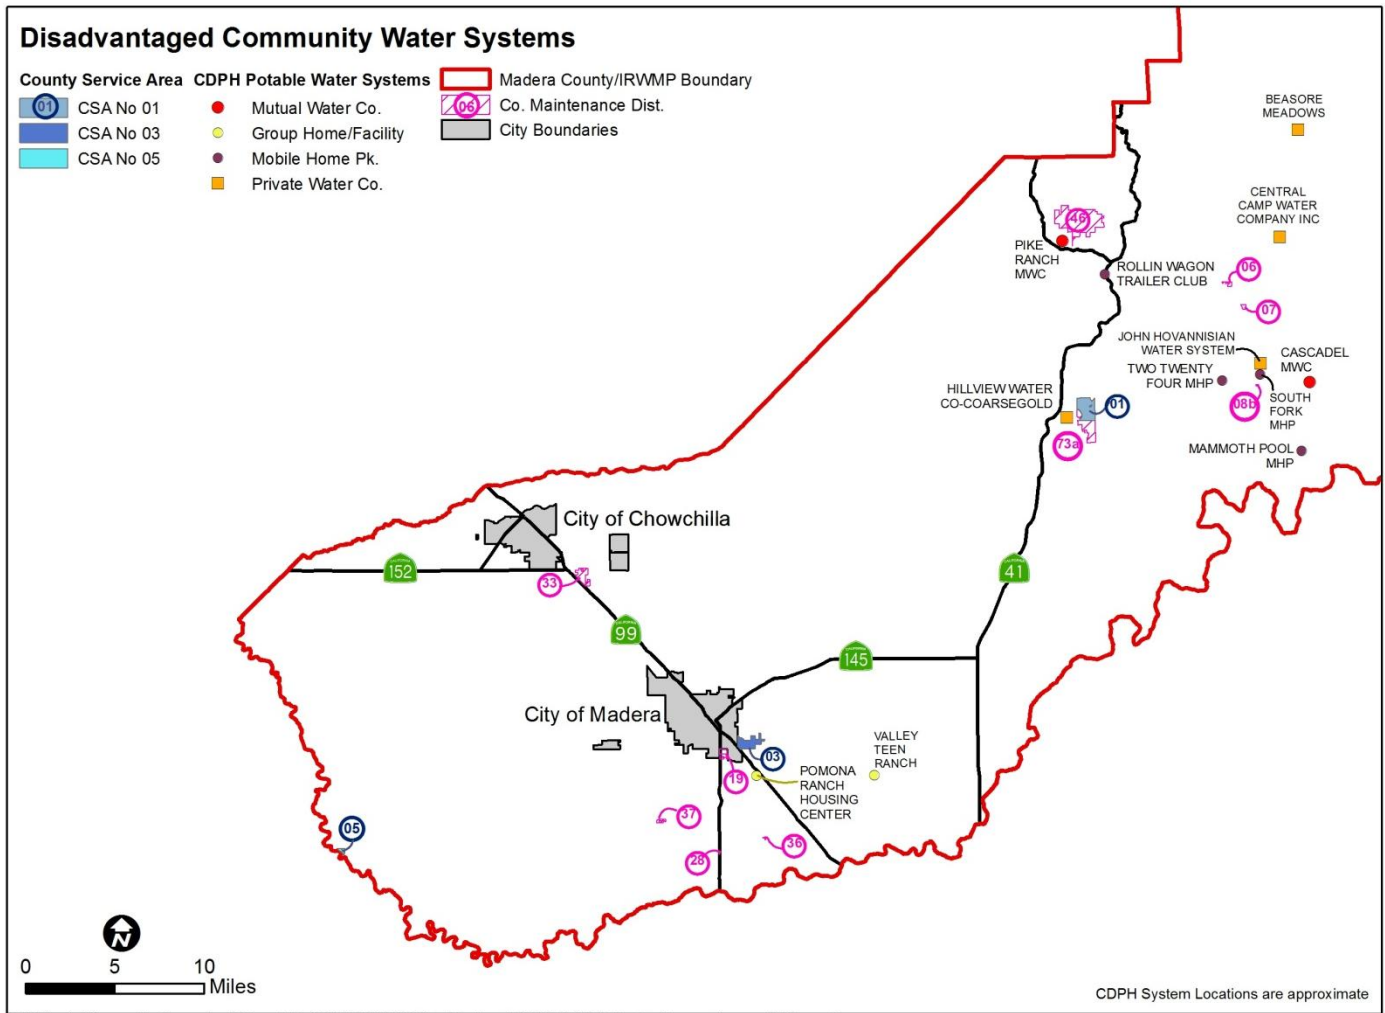 Disadvantaged Community Water Systems
County Service Area
01 CSA No 01
CSA No 03
CSA No 05
CDPH Potable Water Systems
Mutual Water Co.
Group Home/Facility
Mobile Home Pk.
Private Water Co.
Madera County/IRWMP Boundary
06 Co. Maintenance Dist.
City Boundaries
BEASORE
MEADOWS
CENTRAL
CAMP WATER
COMPANY INC
46
PIKE
RANCH
MWC
ROLLIN WAGON
TRAILER CLUB
06
07
JOHN HOVANNISIAN
WATER SYSTEM
CASCADEL
MWC
TWO TWENTY
FOUR MHP
08b
SOUTH
FORK
MHP
HILLVIEW WATER
CO-COARSEGOLD
01
73a
MAMMOTH POOL
MHP
City of Chowchilla
152
33
41
99
145
City of Madera
03
19
VALLEY
TEEN
RANCH
POMONA
RANCH
HOUSING
CENTER
37
05
36
28
N
0 5 10
Miles
CDPH System Locations are approximate